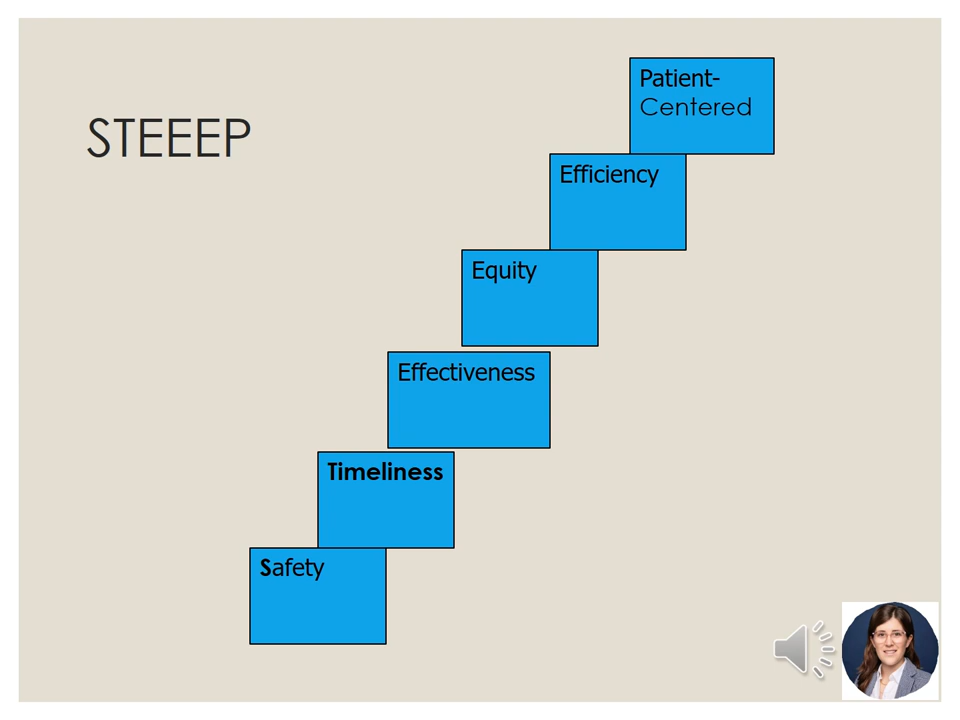 STEEEP
Patient-
Centered
Efficiency
Equity
Effectiveness
Timeliness
Safety